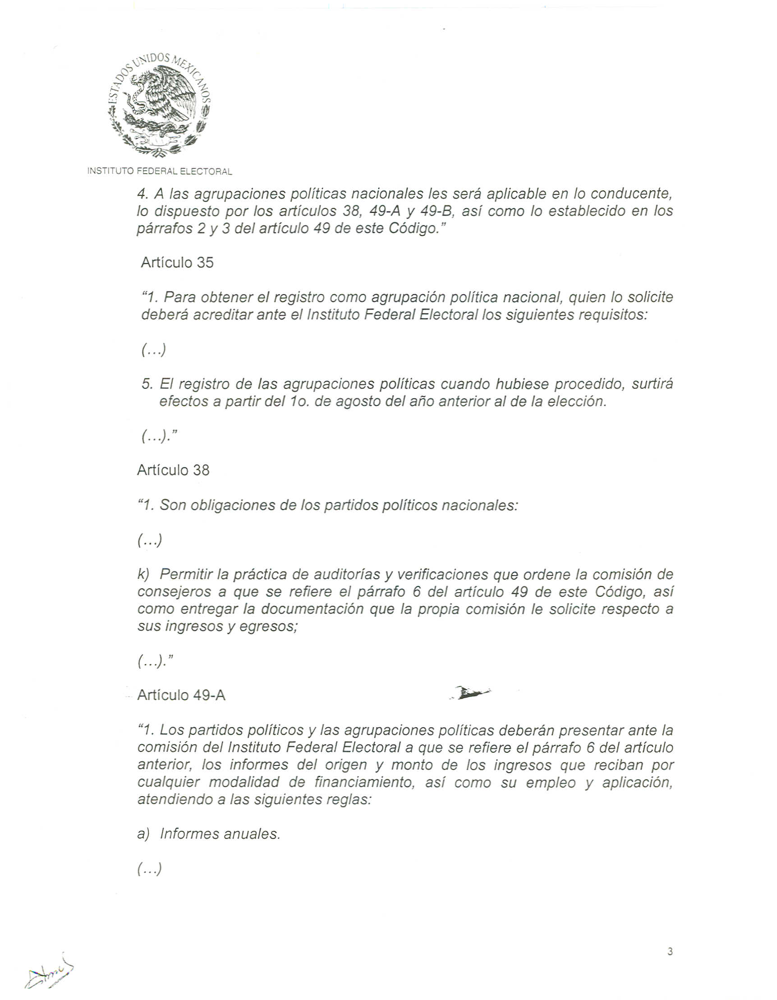 ESTADOS UNIDOS MEXICANOS
INSTITUTO FEDERAL ELECTORAL
4. A las agrupaciones políticas nacionales les será aplicable en lo conducente,
lo dispuesto por los artículos 38, 49-A y 49-B, así como lo establecido en los
párrafos 2 y 3 del artículo 49 de este Código.”
Artículo 35
“1. Para obtener el registro como agrupación política nacional, quien lo solicite
deberá acreditar ante el Instituto Federal Electoral los siguientes requisitos:
(...)
5. El registro de las agrupaciones políticas cuando hubiese procedido, surtirá
efectos a partir del 1o. de agosto del año anterior al de la elección.
(...).”
Artículo 38
“1. Son obligaciones de los partidos políticos nacionales:
(...)
k) Permitir la práctica de auditorías y verificaciones que ordene la comisión de
consejeros a que se refiere el párrafo 6 del artículo 49 de este Código, así
como entregar la documentación que la propia comisión le solicite respecto a
sus ingresos y egresos;
(...).”
Artículo 49-A
“1. Los partidos políticos y las agrupaciones políticas deberán presentar ante la
comisión del Instituto Federal Electoral a que se refiere el párrafo 6 del artículo
anterior, los informes del origen y monto de los ingresos que reciban por
cualquier modalidad de financiamiento, así como su empleo y aplicación,
atendiendo a las siguientes reglas:
a) Informes anuales.
(...)
3